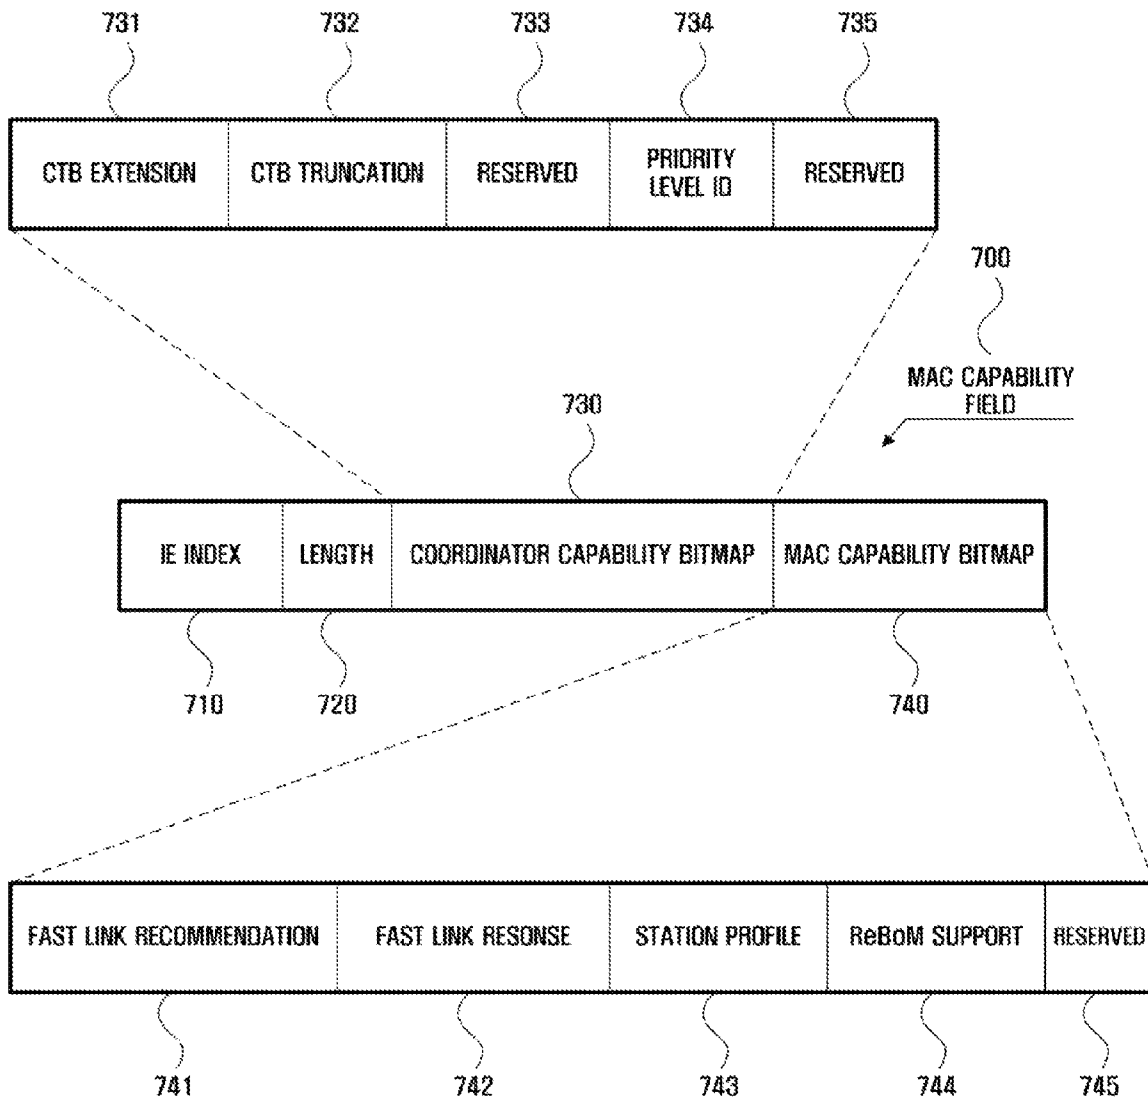 731 732 733 734 735
CTB EXTENSION CTB TRUNCATION RESERVED PRIORITY LEVEL ID RESERVED
700
MAC CAPABILITY
FIELD
730
IE INDEX LENGTH COORDINATOR CAPABILITY BITMAP MAC CAPABILITY BITMAP
710 720 740
FAST LINK RECOMMENDATION FAST LINK RESONSE STATION PROFILE ReBoM SUPPORT RESERVED
741 742 743 744 745